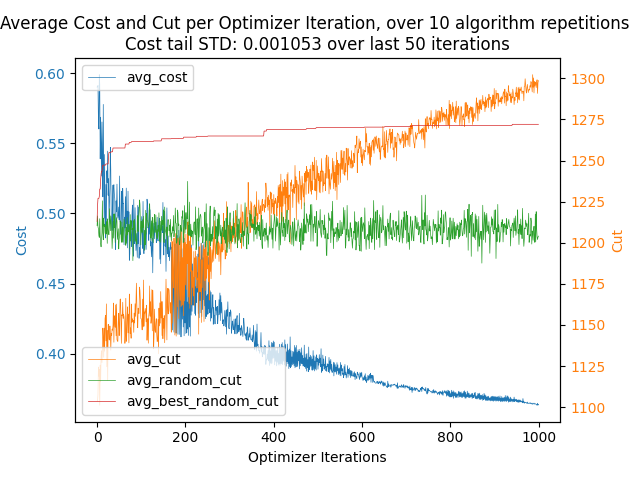 Average Cost and Cut per Optimizer Iteration, over 10 algorithm repetitions
Cost tail STD: 0.001053 over last 50 iterations
avg_cost
0.60
0.55
0.50
0.45
0.40
Cost
1300
1275
1250
1225
1200
1175
1150
1125
1100
Cut
avg_cut
avg_random_cut
avg_best_random_cut
0
200
400
600
800
1000
Optimizer Iterations